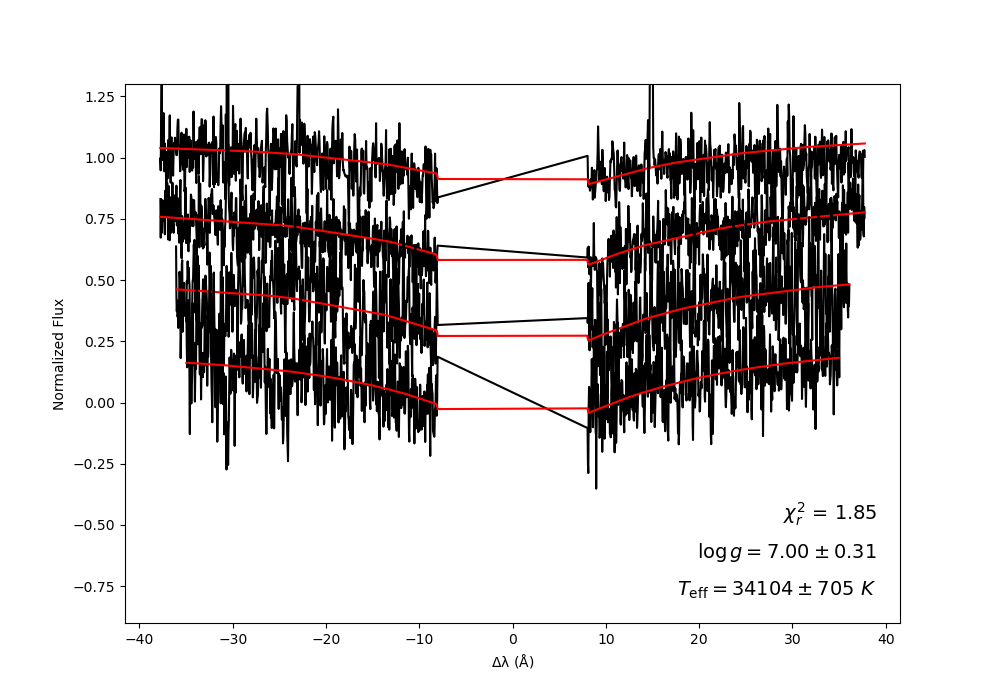 1.25
1.00
0.75
0.50
0.25
0.00
−0.25
−0.50
−0.75
Normalized Flux
χ²ᵣ = 1.85
log g = 7.00 ± 0.31
T_eff = 34104 ± 705 K
−40 −30 −20 −10 0 10 20 30 40
Δλ (Å)